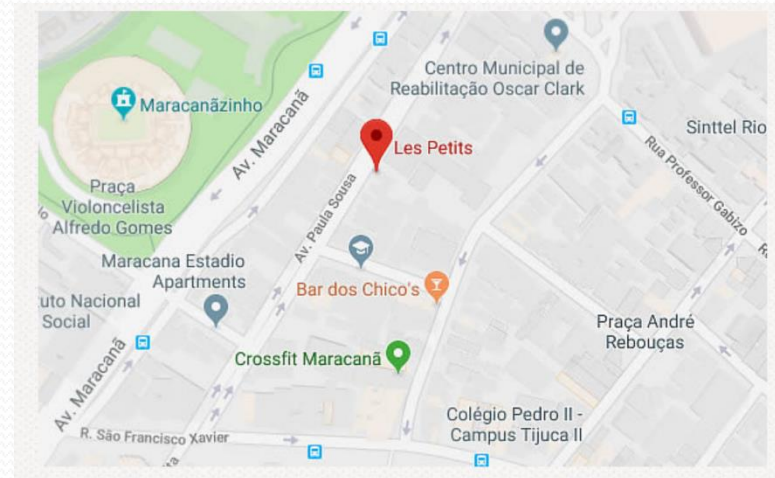 Centro Municipal de
Reabilitação Oscar Clark
Maracanãzinho
Av. Maracanã
Sinttel Rio
Les Petits
Rua Professor Gabizo
Praça
Violoncelista
Alfredo Gomes
Av. Paula Sousa
Maracana Estadio
Apartments
Bar dos Chico's
uto Nacional
Social
Praça André
Rebouças
Crossfit Maracanã
Av. Maracanã
Colégio Pedro II -
Campus Tijuca II
R. São Francisco Xavier